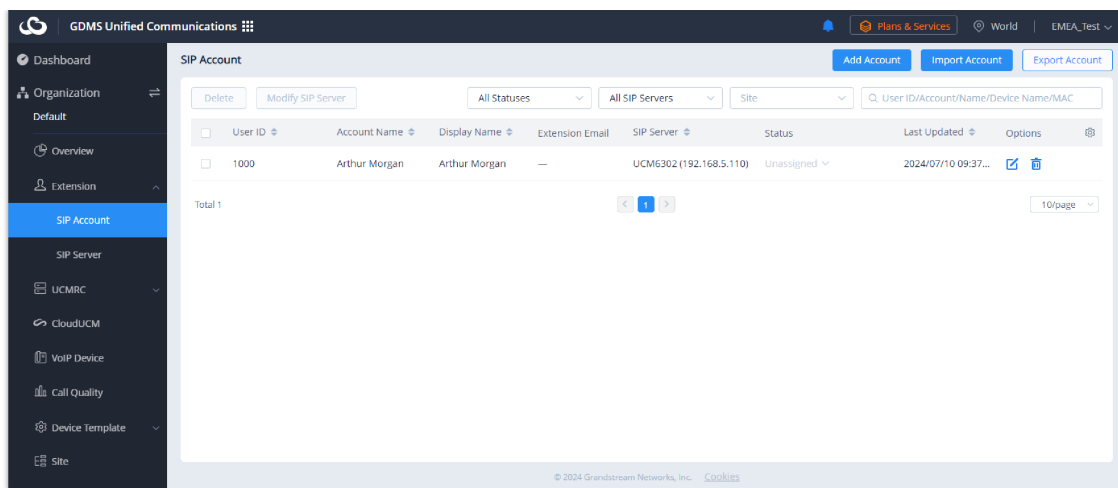 GDMS Unified Communications
Plans & Services
World
EMEA_Test
Dashboard
Organization
Default
Overview
Extension
SIP Account
SIP Server
UCMRC
CloudUCM
VoIP Device
Call Quality
Device Template
Site
SIP Account
Add Account
Import Account
Export Account
Delete
Modify SIP Server
All Statuses
All SIP Servers
Site
User ID/Account/Name/Device Name/MAC
User ID Account Name Display Name Extension Email SIP Server Status Last Updated Options
1000 Arthur Morgan Arthur Morgan — UCM6302 (192.168.5.110) Unassigned 2024/07/10 09:37...
Total 1
1
10/page
© 2024 Grandstream Networks, Inc. Cookies